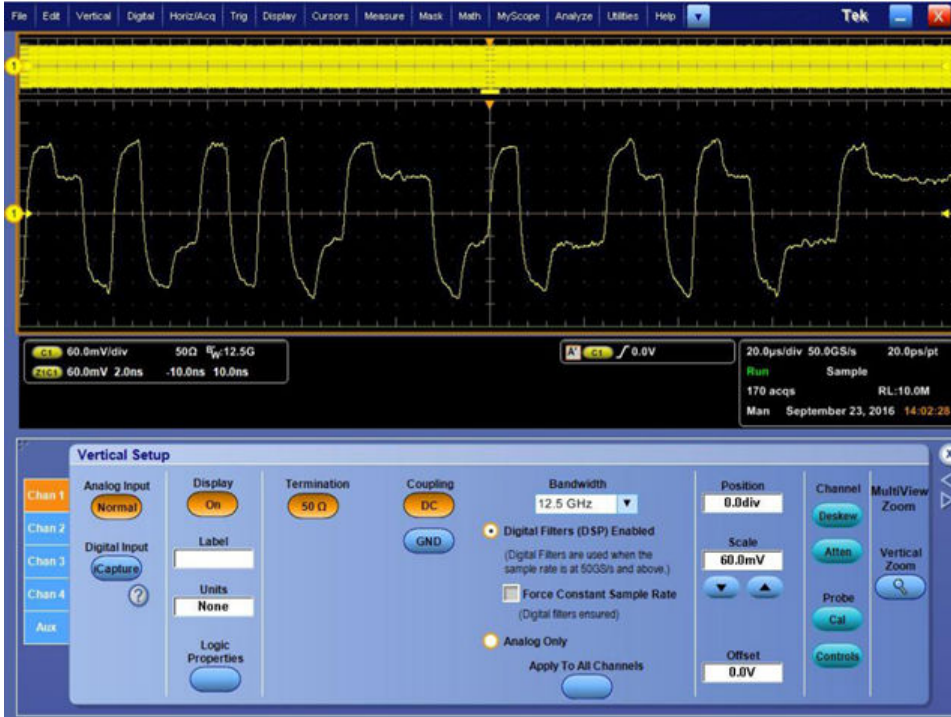 File Edit Vertical Digital Horiz/Acq Trig Display Cursors Measure Mask Math MyScope Analyze Utilities Help Tek X
1
1
C1 60.0mV/div 50Ω BW:12.5G
Z1C1 60.0mV 2.0ns -10.0ns 10.0ns
A' C1 0.0V
20.0µs/div 50.0GS/s 20.0ps/pt
Run Sample
170 acqs RL:10.0M
Man September 23, 2016 14:02:28
Vertical Setup
Chan 1
Chan 2
Chan 3
Chan 4
Aux
Analog Input
Normal
Digital Input
iCapture
?
Display
On
Label
Units
None
Logic
Properties
Termination
50 Ω
Coupling
DC
GND
Bandwidth
12.5 GHz
Digital Filters (DSP) Enabled
(Digital Filters are used when the
sample rate is at 50GS/s and above.)
Force Constant Sample Rate
(Digital filters ensured)
Analog Only
Apply To All Channels
Position
0.0div
Scale
60.0mV
Offset
0.0V
Channel
Deskew
Atten
Probe
Cal
Controls
MultiView
Zoom
Vertical
Zoom
X